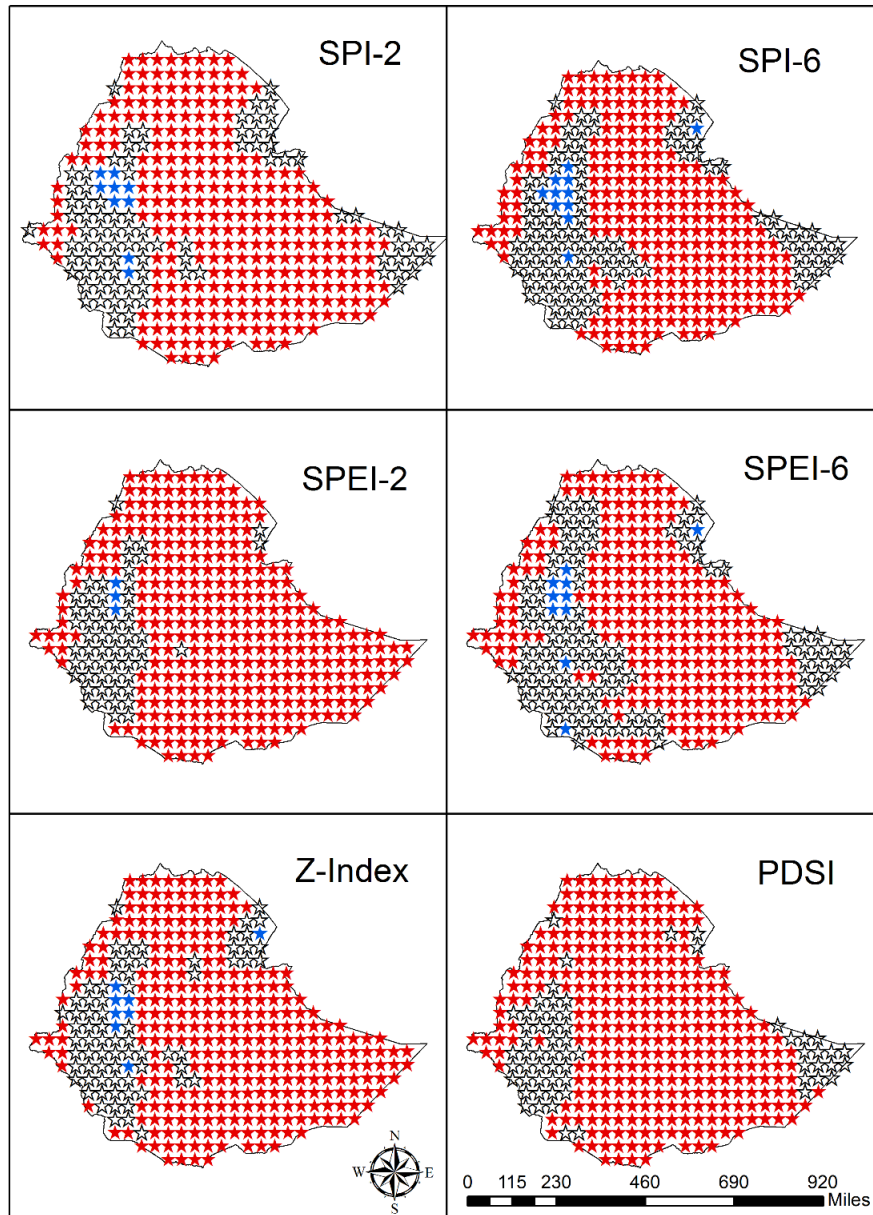 SPI-2
SPI-6
SPEI-2
SPEI-6
Z-Index
PDSI
N
W E
S
0 115 230 460 690 920
Miles